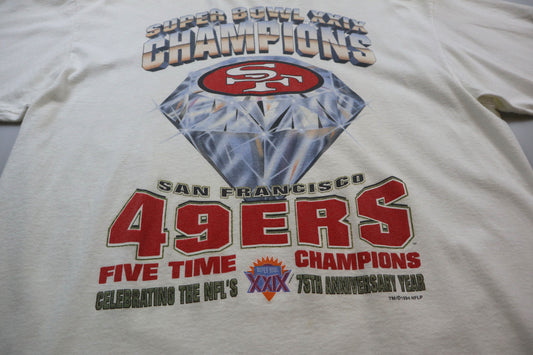 SUPER BOWL XXIX
CHAMPIONS
SF
SAN FRANCISCO
49ERS
FIVE TIME CHAMPIONS
CELEBRATING THE NFL'S 75TH ANNIVERSARY YEAR
SUPER BOWL
XXIX
TM/©1994 NFLP